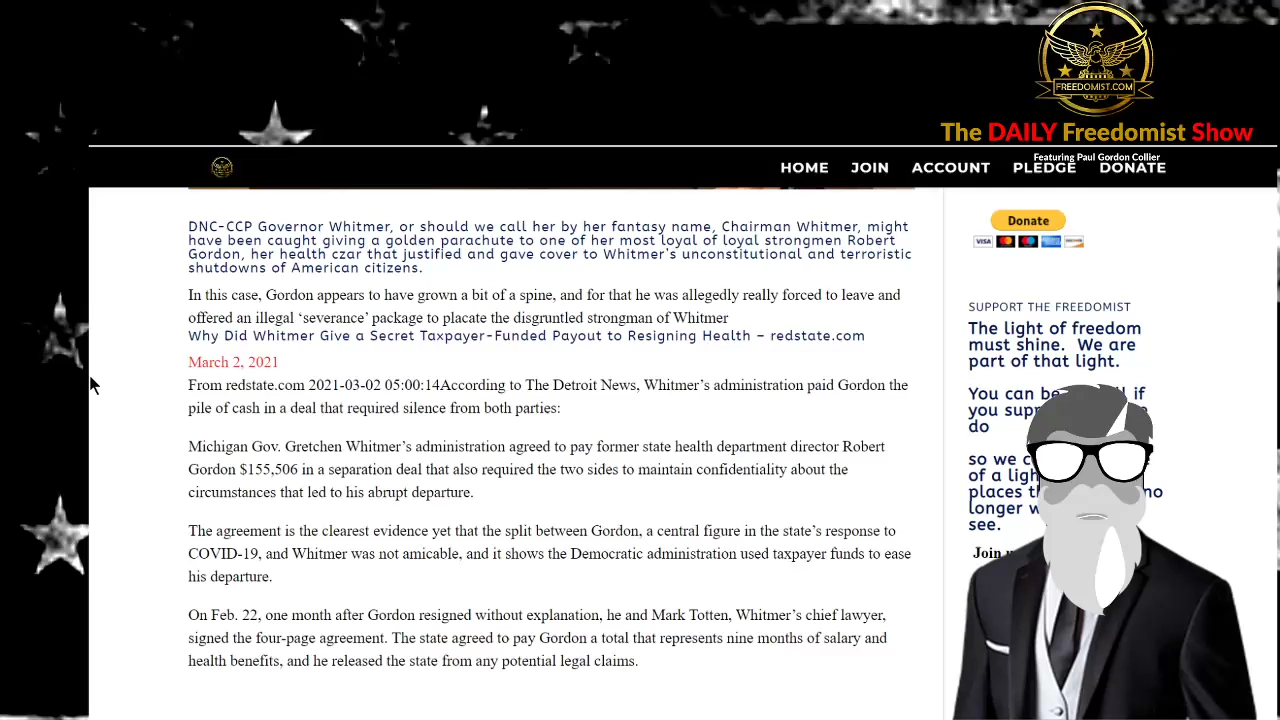 FREEDOMIST.COM
The DAILY Freedomist Show
Featuring Paul Gordon Collier
HOME JOIN ACCOUNT PLEDGE DONATE
DNC-CCP Governor Whitmer, or should we call her by her fantasy name, Chairman Whitmer, might
have been caught giving a golden parachute to one of her most loyal of loyal strongmen Robert
Gordon, her health czar that justified and gave cover to Whitmer's unconstitutional and terroristic
shutdowns of American citizens.
In this case, Gordon appears to have grown a bit of a spine, and for that he was allegedly really forced to leave and
offered an illegal ‘severance’ package to placate the disgruntled strongman of Whitmer
Why Did Whitmer Give a Secret Taxpayer-Funded Payout to Resigning Health – redstate.com
March 2, 2021
From redstate.com 2021-03-02 05:00:14According to The Detroit News, Whitmer’s administration paid Gordon the
pile of cash in a deal that required silence from both parties:
Michigan Gov. Gretchen Whitmer’s administration agreed to pay former state health department director Robert
Gordon $155,506 in a separation deal that also required the two sides to maintain confidentiality about the
circumstances that led to his abrupt departure.
The agreement is the clearest evidence yet that the split between Gordon, a central figure in the state’s response to
COVID-19, and Whitmer was not amicable, and it shows the Democratic administration used taxpayer funds to ease
his departure.
On Feb. 22, one month after Gordon resigned without explanation, he and Mark Totten, Whitmer’s chief lawyer,
signed the four-page agreement. The state agreed to pay Gordon a total that represents nine months of salary and
health benefits, and he released the state from any potential legal claims.
Donate
VISA
SUPPORT THE FREEDOMIST
The light of freedom
must shine. We are
part of that light.
You can be if
you
do
so we
of a
places no
longer
see.
Join